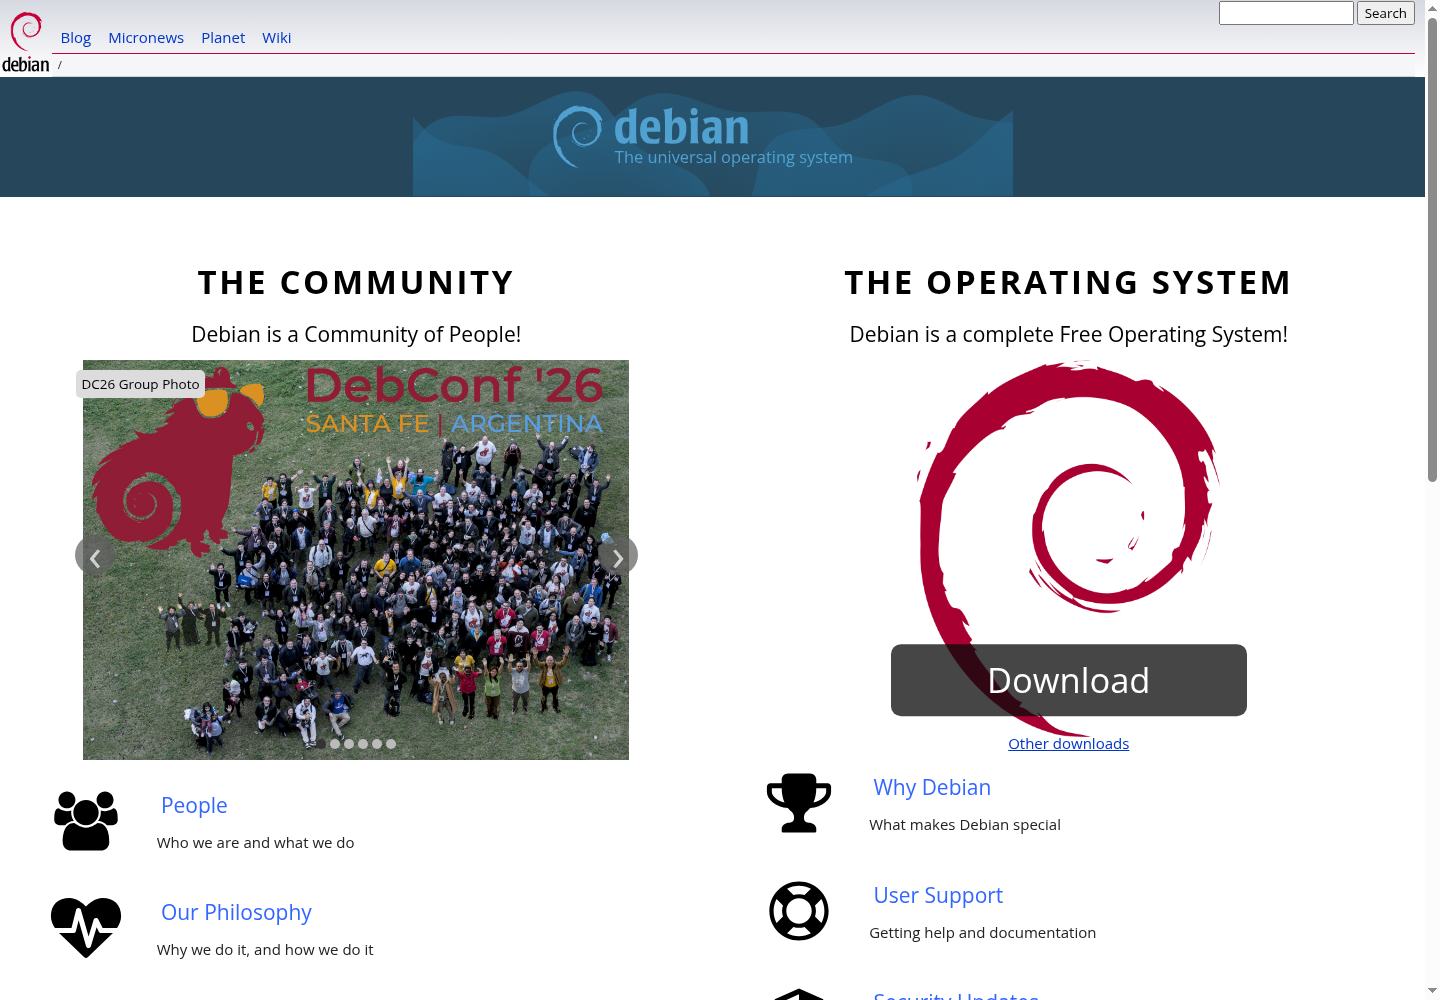 Blog Micronews Planet Wiki
Search
debian /
debian
The universal operating system
THE COMMUNITY
Debian is a Community of People!
DC26 Group Photo
DebConf '26
SANTA FE | ARGENTINA
People
Who we are and what we do
Our Philosophy
Why we do it, and how we do it
THE OPERATING SYSTEM
Debian is a complete Free Operating System!
Download
Other downloads
Why Debian
What makes Debian special
User Support
Getting help and documentation
Security Updates